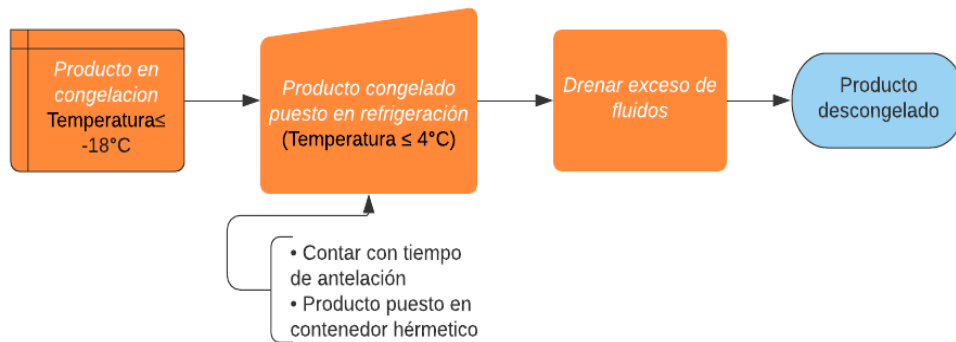 Producto en
congelacion
Temperatura≤
-18°C
Producto congelado
puesto en refrigeración
(Temperatura ≤ 4°C)
Drenar exceso de
fluidos
Producto
descongelado
• Contar con tiempo
de antelación
• Producto puesto en
contenedor hérmetico